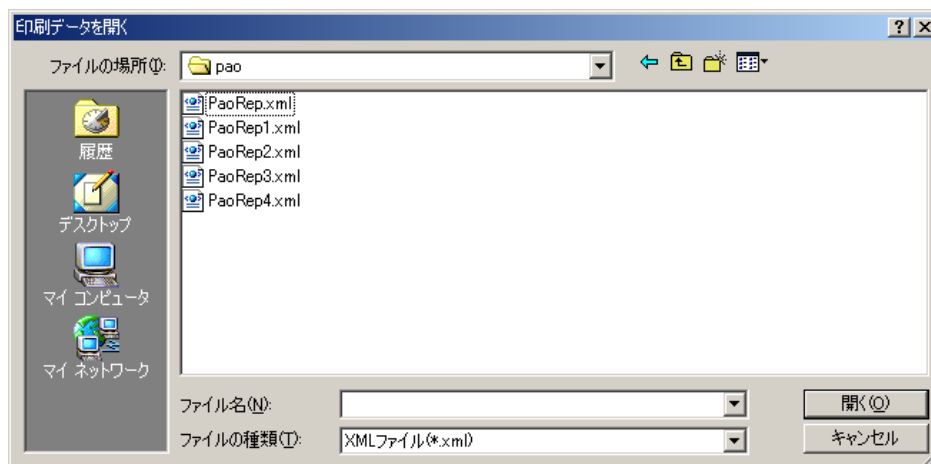 印刷データを開く
ファイルの場所(I):
pao
履歴
デスクトップ
マイ コンピュータ
マイ ネットワーク
PaoRep.xml
PaoRep1.xml
PaoRep2.xml
PaoRep3.xml
PaoRep4.xml
ファイル名(N):
開く(O)
ファイルの種類(T):
XMLファイル(*.xml)
キャンセル